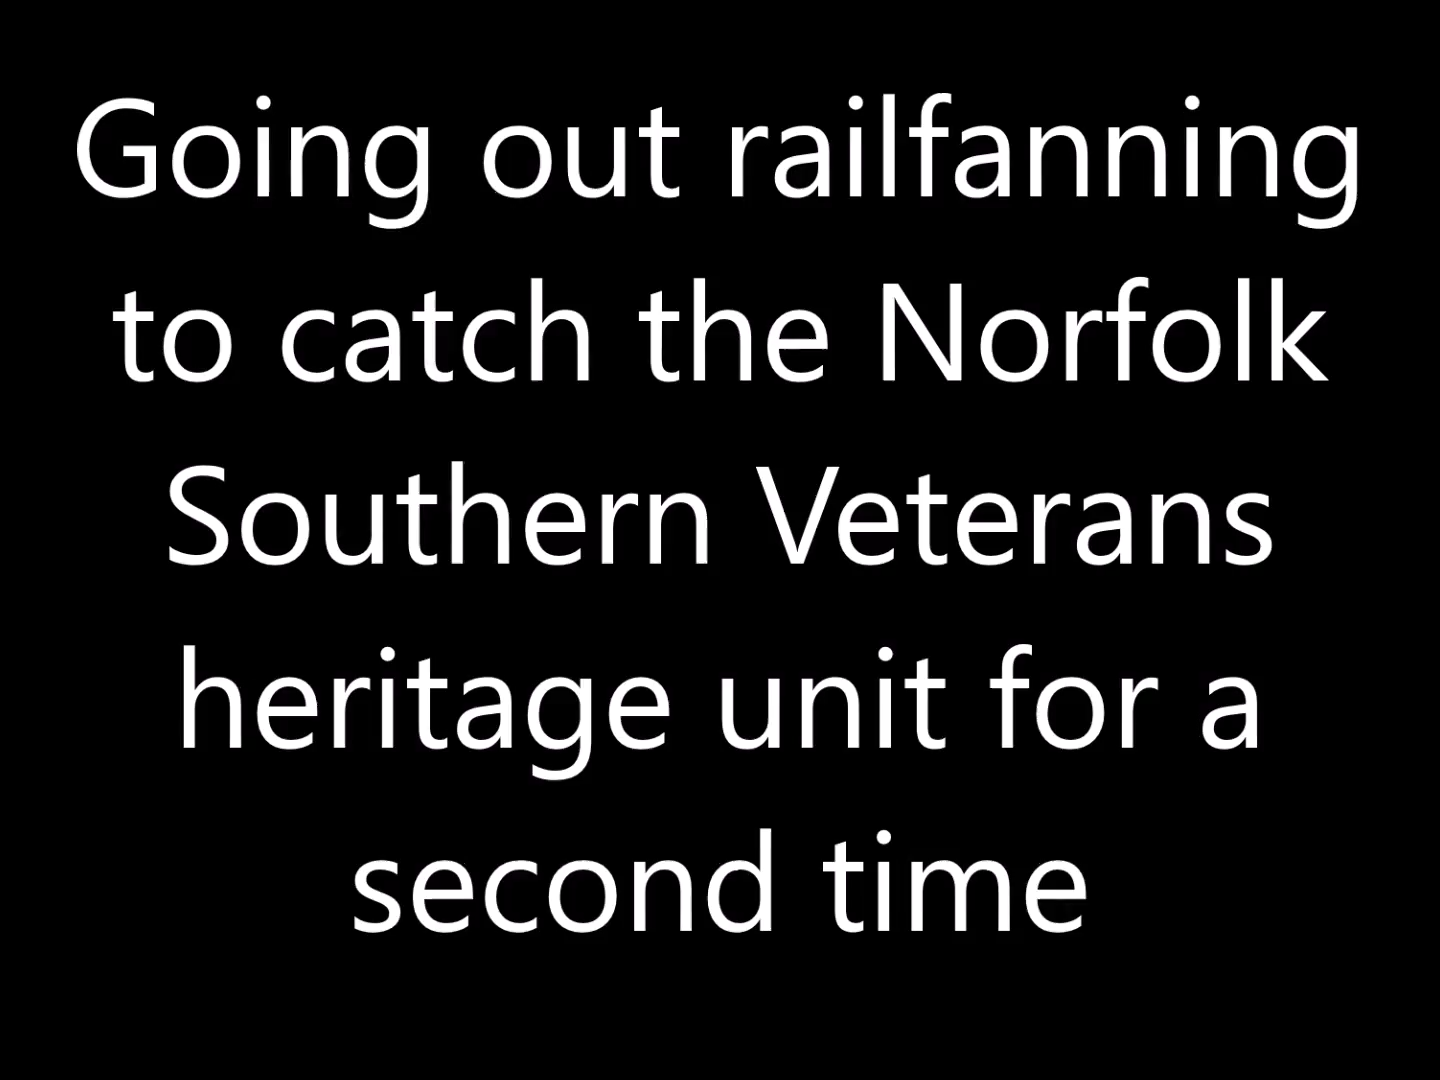 Going out railfanning
to catch the Norfolk
Southern Veterans
heritage unit for a
second time